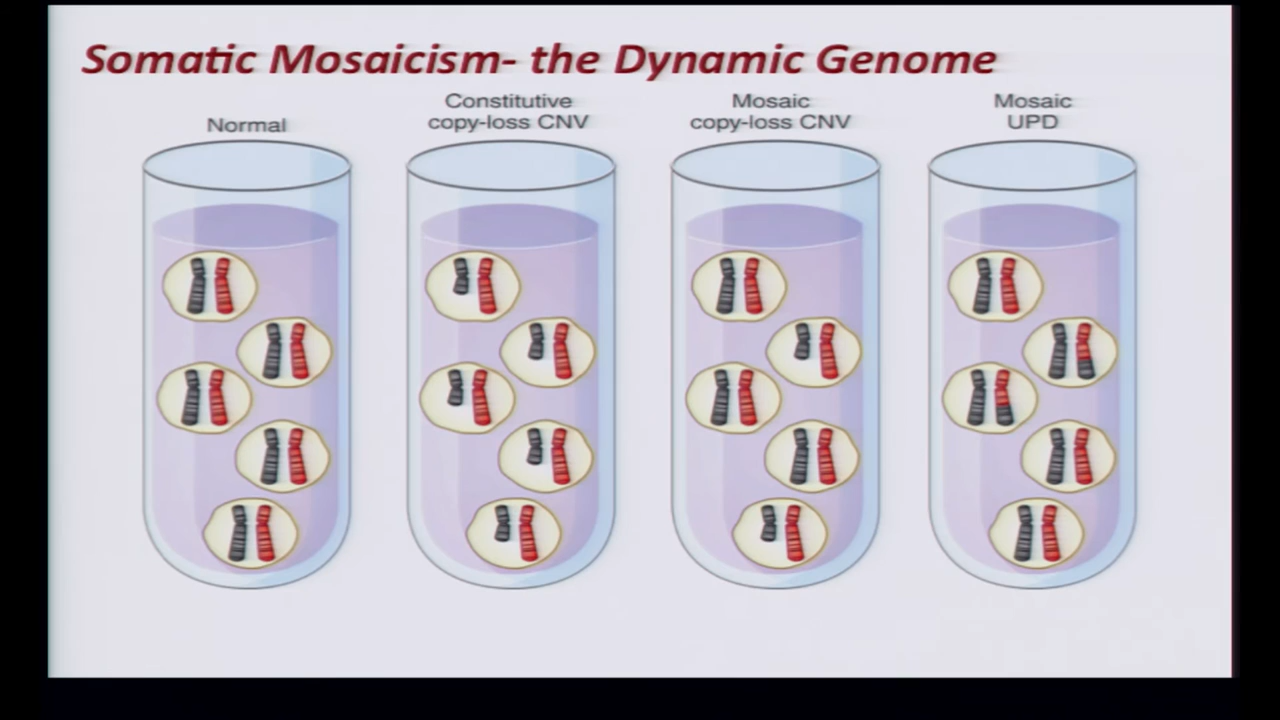 Somatic Mosaicism- the Dynamic Genome
Normal
Constitutive
copy-loss CNV
Mosaic
copy-loss CNV
Mosaic
UPD